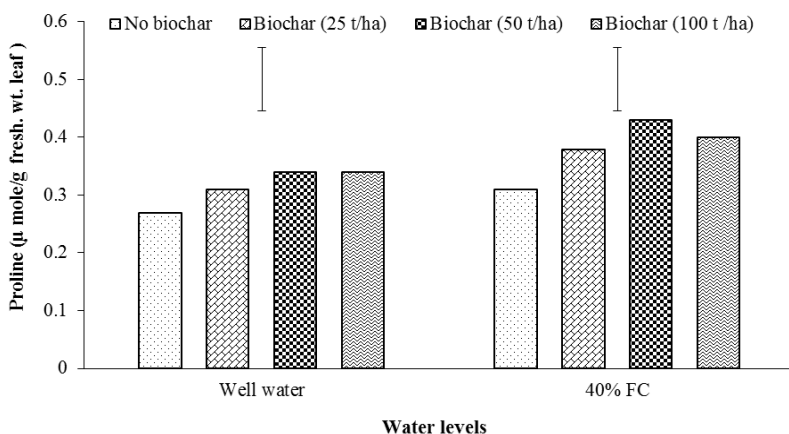 No biochar Biochar (25 t/ha) Biochar (50 t/ha) Biochar (100 t /ha)
Proline (µ mole/g fresh. wt. leaf )
0.6
0.5
0.4
0.3
0.2
0.1
0
Well water 40% FC
Water levels